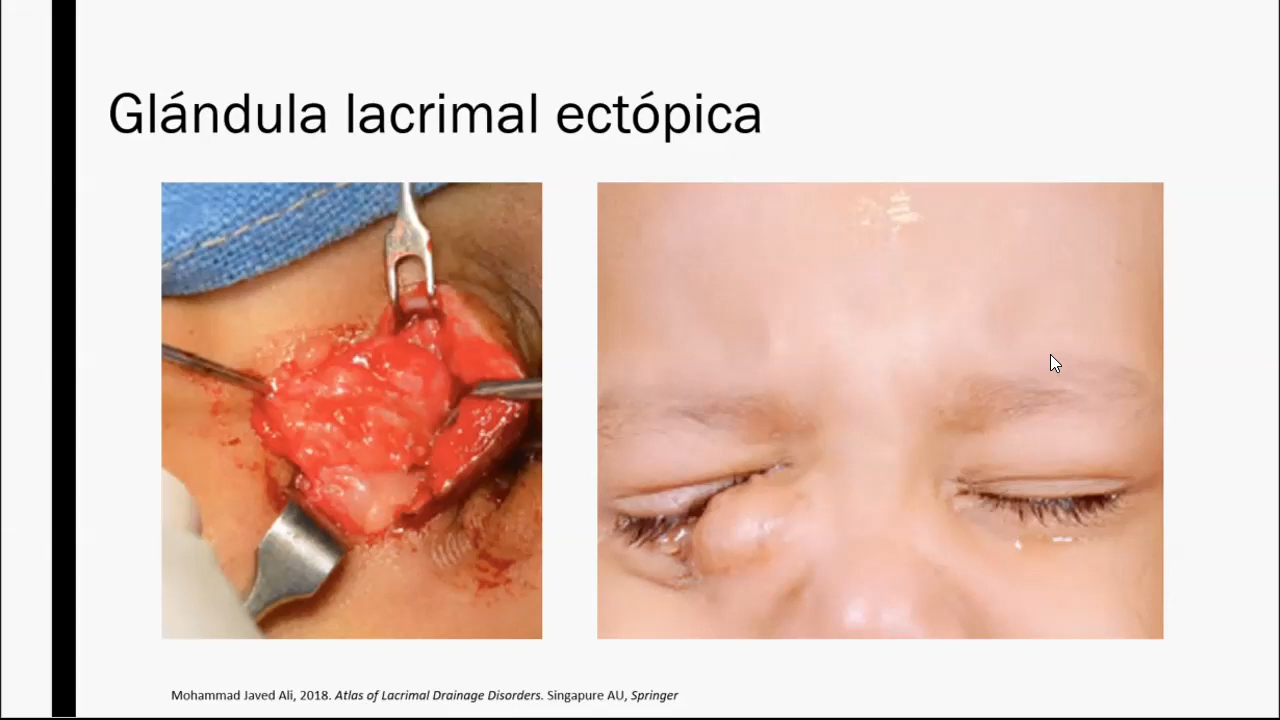 Glándula lacrimal ectópica
Mohammad Javed Ali, 2018. Atlas of Lacrimal Drainage Disorders. Singapure AU, Springer